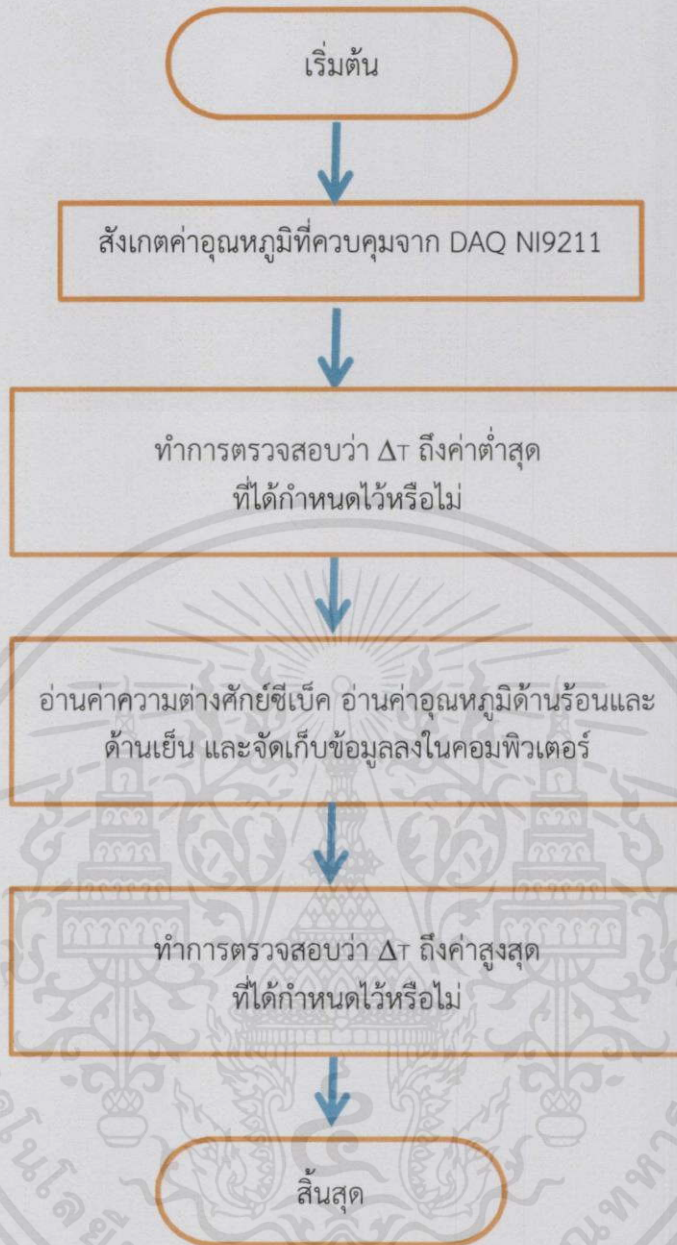 เริ่มต้น
สังเกตค่าอุณหภูมิที่ควบคุมจาก DAQ NI9211
ทำการตรวจสอบว่า ΔT ถึงค่าต่ำสุด
ที่ได้กำหนดไว้หรือไม่
อ่านค่าความต่างศักย์ซีเบ็ค อ่านค่าอุณหภูมิด้านร้อนและ
ด้านเย็น และจัดเก็บข้อมูลลงในคอมพิวเตอร์
ทำการตรวจสอบว่า ΔT ถึงค่าสูงสุด
ที่ได้กำหนดไว้หรือไม่
สิ้นสุด